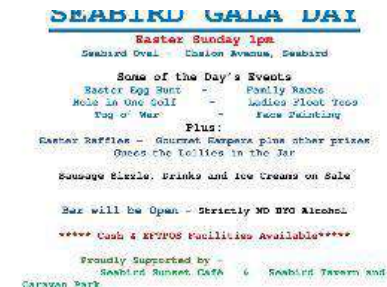 SEABIRD GALA DAY
Easter Sunday 1pm
Seabird Oval - Chalon Avenue, Seabird
Some of the Day's Events
Easter Egg Hunt - Family Races
Hole in One Golf - Ladies Float Toss
Tug o' War - Face Painting
Plus:
Easter Raffles - Gourmet Hampers plus other prizes
Guess the Lollies in the Jar
Sausage Sizzle, Drinks and Ice Creams on Sale
Bar will be Open - Strictly NO BYO Alcohol
***** Cash & EFTPOS Facilities Available*****
Proudly Supported by -
Seabird Sunset Café & Seabird Tavern and
Caravan Park